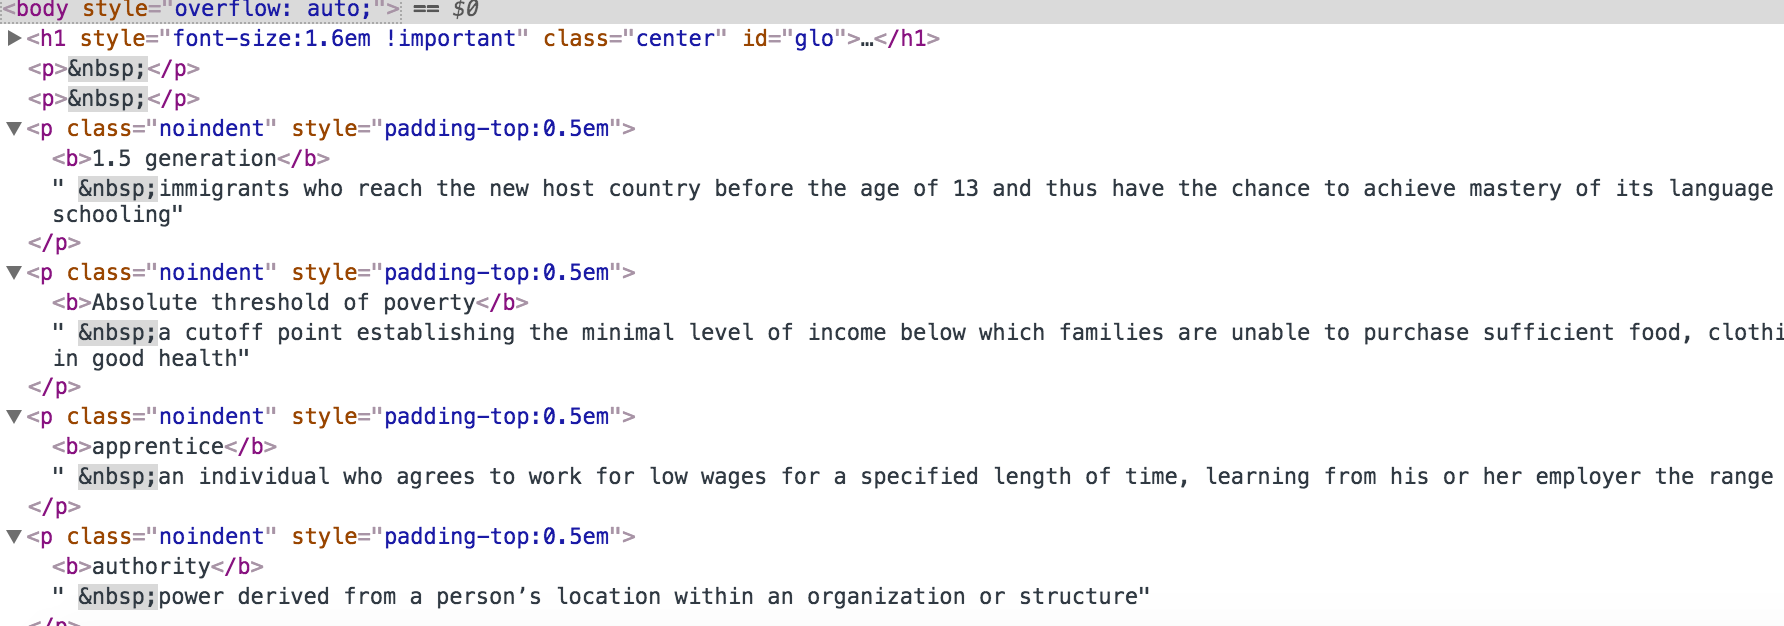 <body style="overflow: auto;"> == $0
▶<h1 style="font-size:1.6em !important" class="center" id="glo">…</h1>
<p>&nbsp;</p>
<p>&nbsp;</p>
▼<p class="noindent" style="padding-top:0.5em">
<b>1.5 generation</b>
" &nbsp;immigrants who reach the new host country before the age of 13 and thus have the chance to achieve mastery of its language
schooling"
</p>
▼<p class="noindent" style="padding-top:0.5em">
<b>Absolute threshold of poverty</b>
" &nbsp;a cutoff point establishing the minimal level of income below which families are unable to purchase sufficient food, clothi
in good health"
</p>
▼<p class="noindent" style="padding-top:0.5em">
<b>apprentice</b>
" &nbsp;an individual who agrees to work for low wages for a specified length of time, learning from his or her employer the range
</p>
▼<p class="noindent" style="padding-top:0.5em">
<b>authority</b>
" &nbsp;power derived from a person’s location within an organization or structure"
</p>